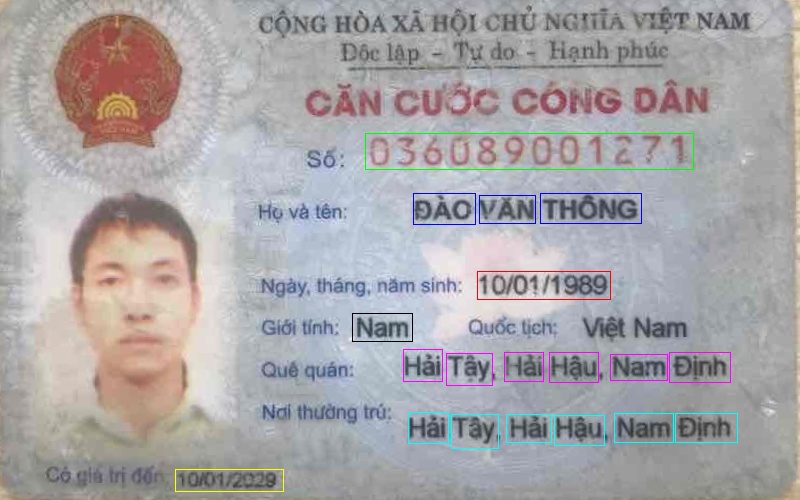 CỘNG HÒA XÃ HỘI CHỦ NGHĨA VIỆT NAM
Độc lập - Tự do - Hạnh phúc
CĂN CƯỚC CÔNG DÂN
Số: 036089001271
Họ và tên: ĐÀO VĂN THÔNG
Ngày, tháng, năm sinh: 10/01/1989
Giới tính: Nam Quốc tịch: Việt Nam
Quê quán: Hải Tây, Hải Hậu, Nam Định
Nơi thường trú: Hải Tây, Hải Hậu, Nam Định
Có giá trị đến: 10/01/2029